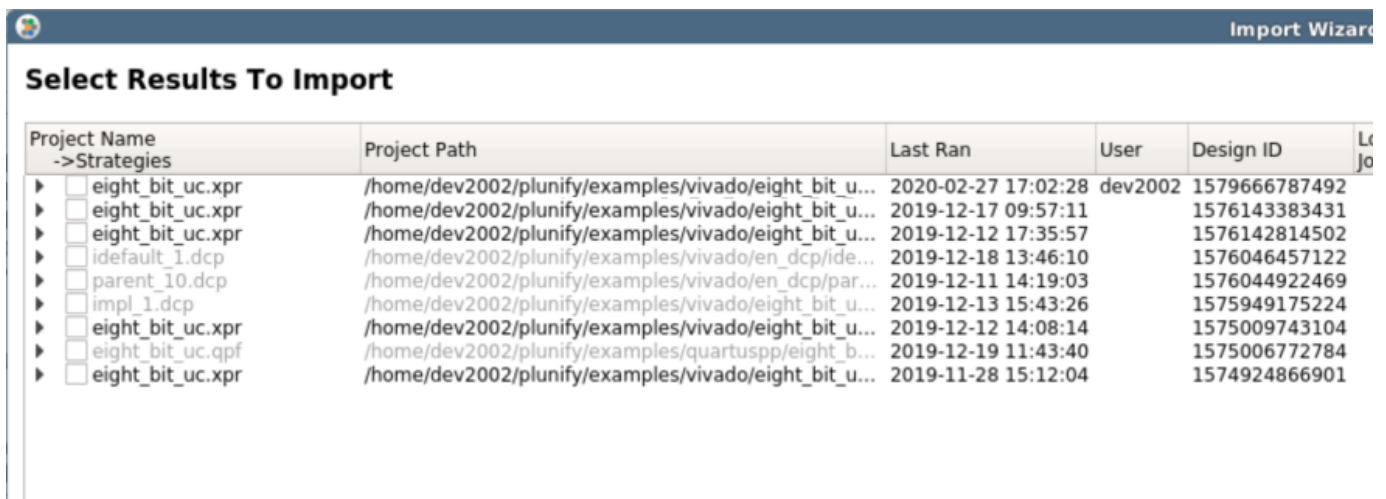 Import Wizard
Select Results To Import
Project Name
->Strategies
Project Path
Last Ran
User
Design ID
eight_bit_uc.xpr /home/dev2002/plunify/examples/vivado/eight_bit_u... 2020-02-27 17:02:28 dev2002 1579666787492
eight_bit_uc.xpr /home/dev2002/plunify/examples/vivado/eight_bit_u... 2019-12-17 09:57:11 1576143383431
eight_bit_uc.xpr /home/dev2002/plunify/examples/vivado/eight_bit_u... 2019-12-12 17:35:57 1576142814502
idefault_1.dcp /home/dev2002/plunify/examples/vivado/en_dcp/ide... 2019-12-18 13:46:10 1576046457122
parent_10.dcp /home/dev2002/plunify/examples/vivado/en_dcp/par... 2019-12-11 14:19:03 1576044922469
impl_1.dcp /home/dev2002/plunify/examples/vivado/eight_bit_u... 2019-12-13 15:43:26 1575949175224
eight_bit_uc.xpr /home/dev2002/plunify/examples/vivado/eight_bit_u... 2019-12-12 14:08:14 1575009743104
eight_bit_uc.qpf /home/dev2002/plunify/examples/quartuspp/eight_b... 2019-12-19 11:43:40 1575006772784
eight_bit_uc.xpr /home/dev2002/plunify/examples/vivado/eight_bit_u... 2019-11-28 15:12:04 1574924866901